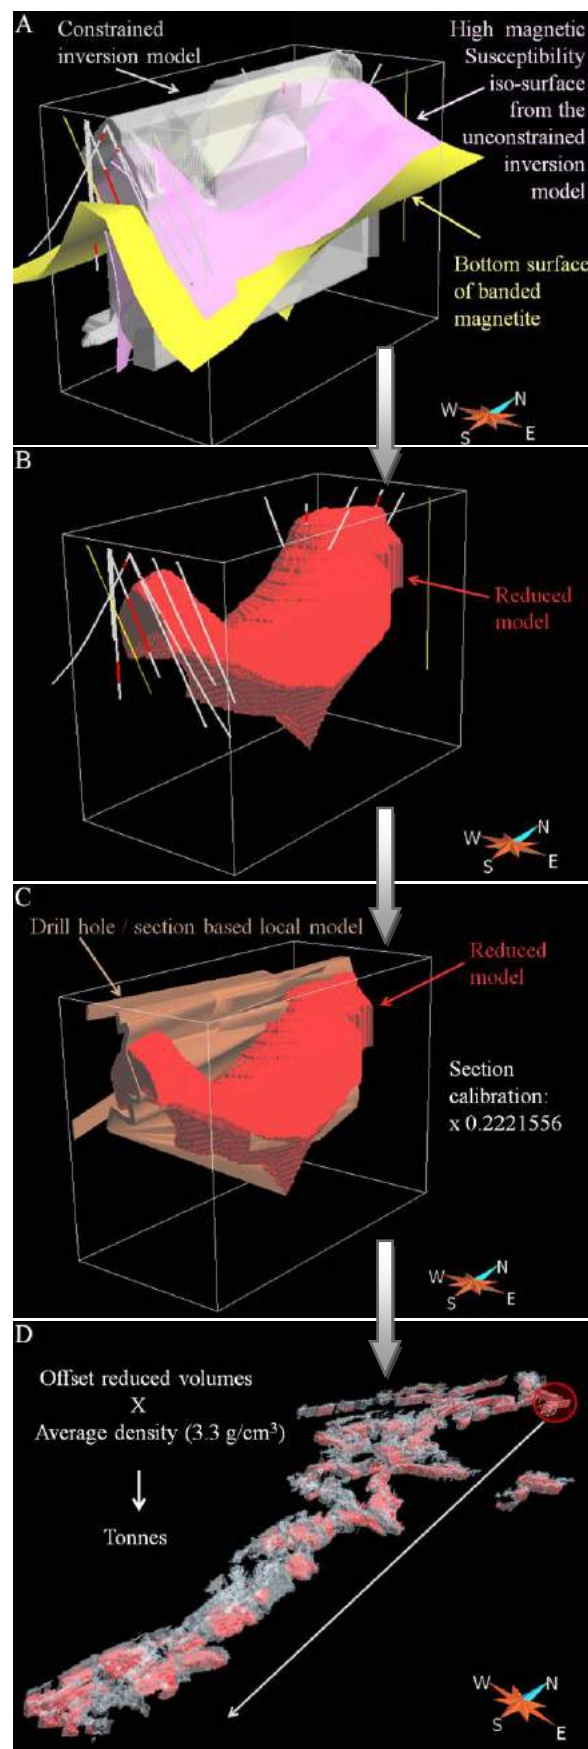 A
Constrained
inversion model
High magnetic
Susceptibility
iso-surface
from the
unconstrained
inversion
model
Bottom surface
of banded
magnetite
W
N
S
E
B
Reduced
model
W
N
S
E
C
Drill hole / section based local model
Reduced
model
Section
calibration:
x 0.2221556
W
N
S
E
D
Offset reduced volumes
X
Average density (3.3 g/cm³)
Tonnes
W
N
S
E